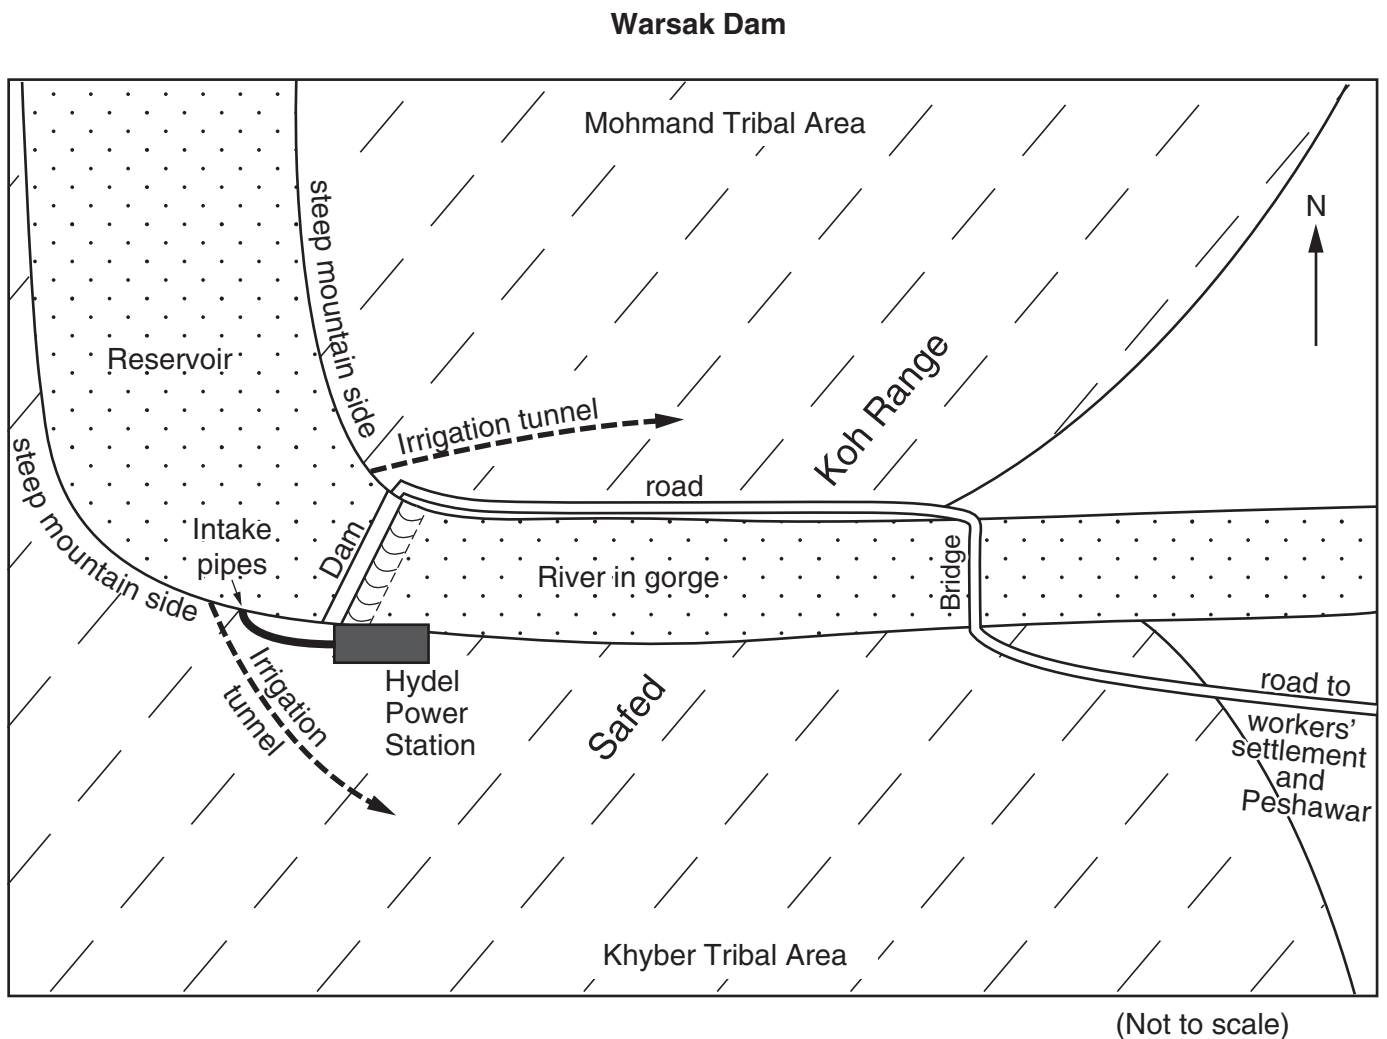 Warsak Dam
Mohmand Tribal Area
N
steep mountain side
Reservoir
Koh Range
Irrigation tunnel
steep mountain side
road
Intake
pipes
Dam
River in gorge
Bridge
Irrigation
tunnel
Hydel
Power
Station
Safed
road to
workers'
settlement
and
Peshawar
Khyber Tribal Area
(Not to scale)